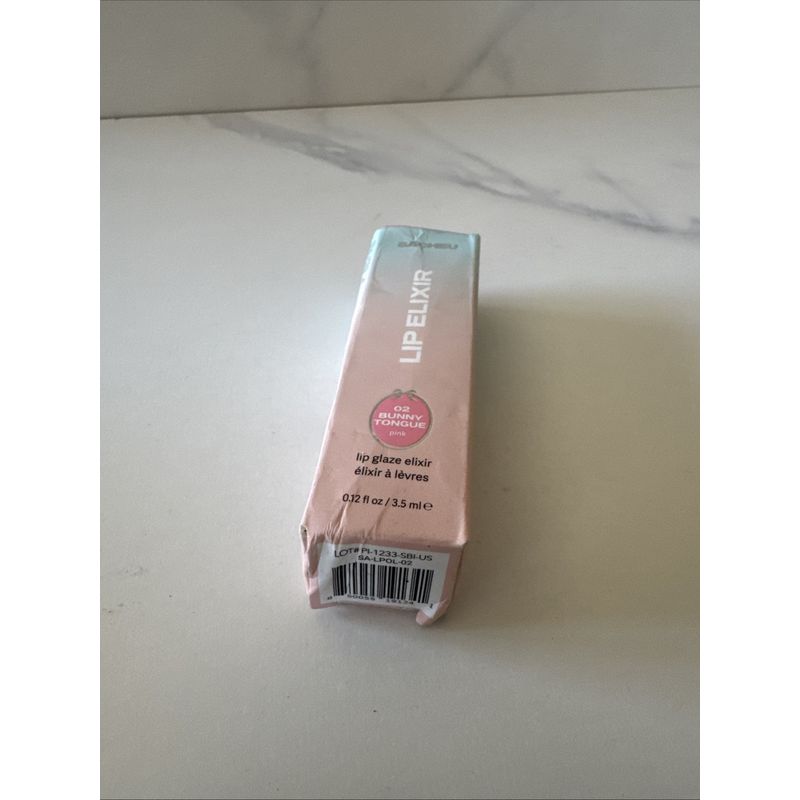 SACHEU
LIP ELIXIR
02
BUNNY
TONGUE
pink
lip glaze elixir
élixir à lèvres
0.12 fl oz / 3.5 ml ℮
LOT# PI-1233-SBI-US
SA-LPOL-02